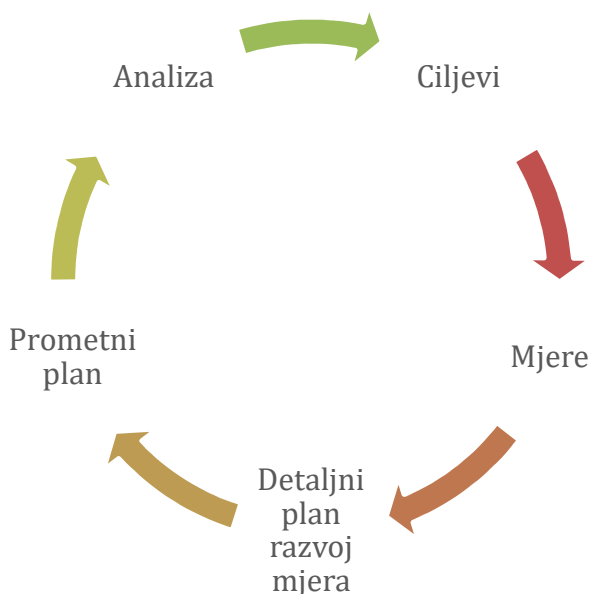 Analiza
Ciljevi
Mjere
Detaljni
plan
razvoj
mjera
Prometni
plan